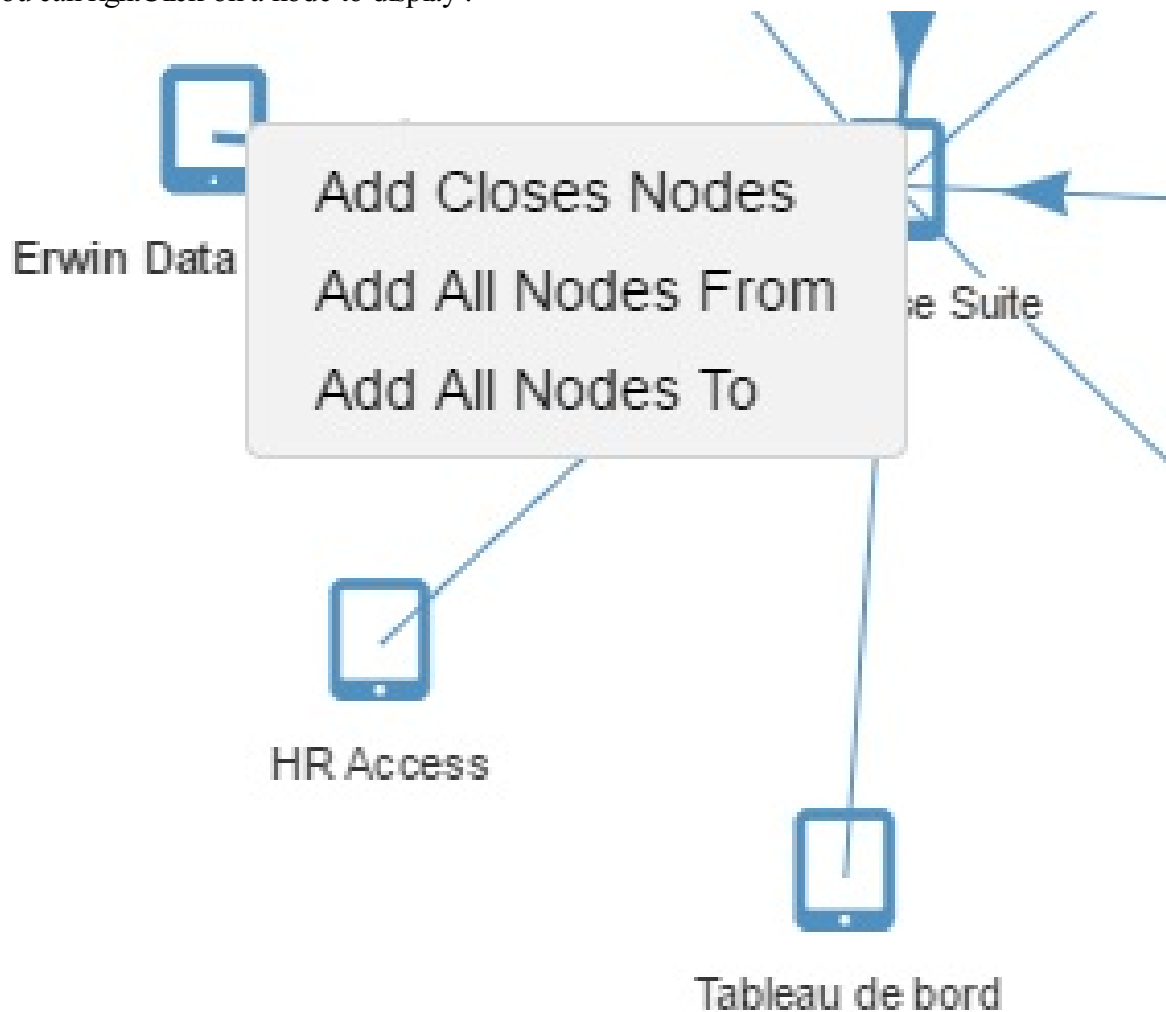 Add Closes Nodes
Erwin Data
Add All Nodes From
Suite
Add All Nodes To
HR Access
Tableau de bord